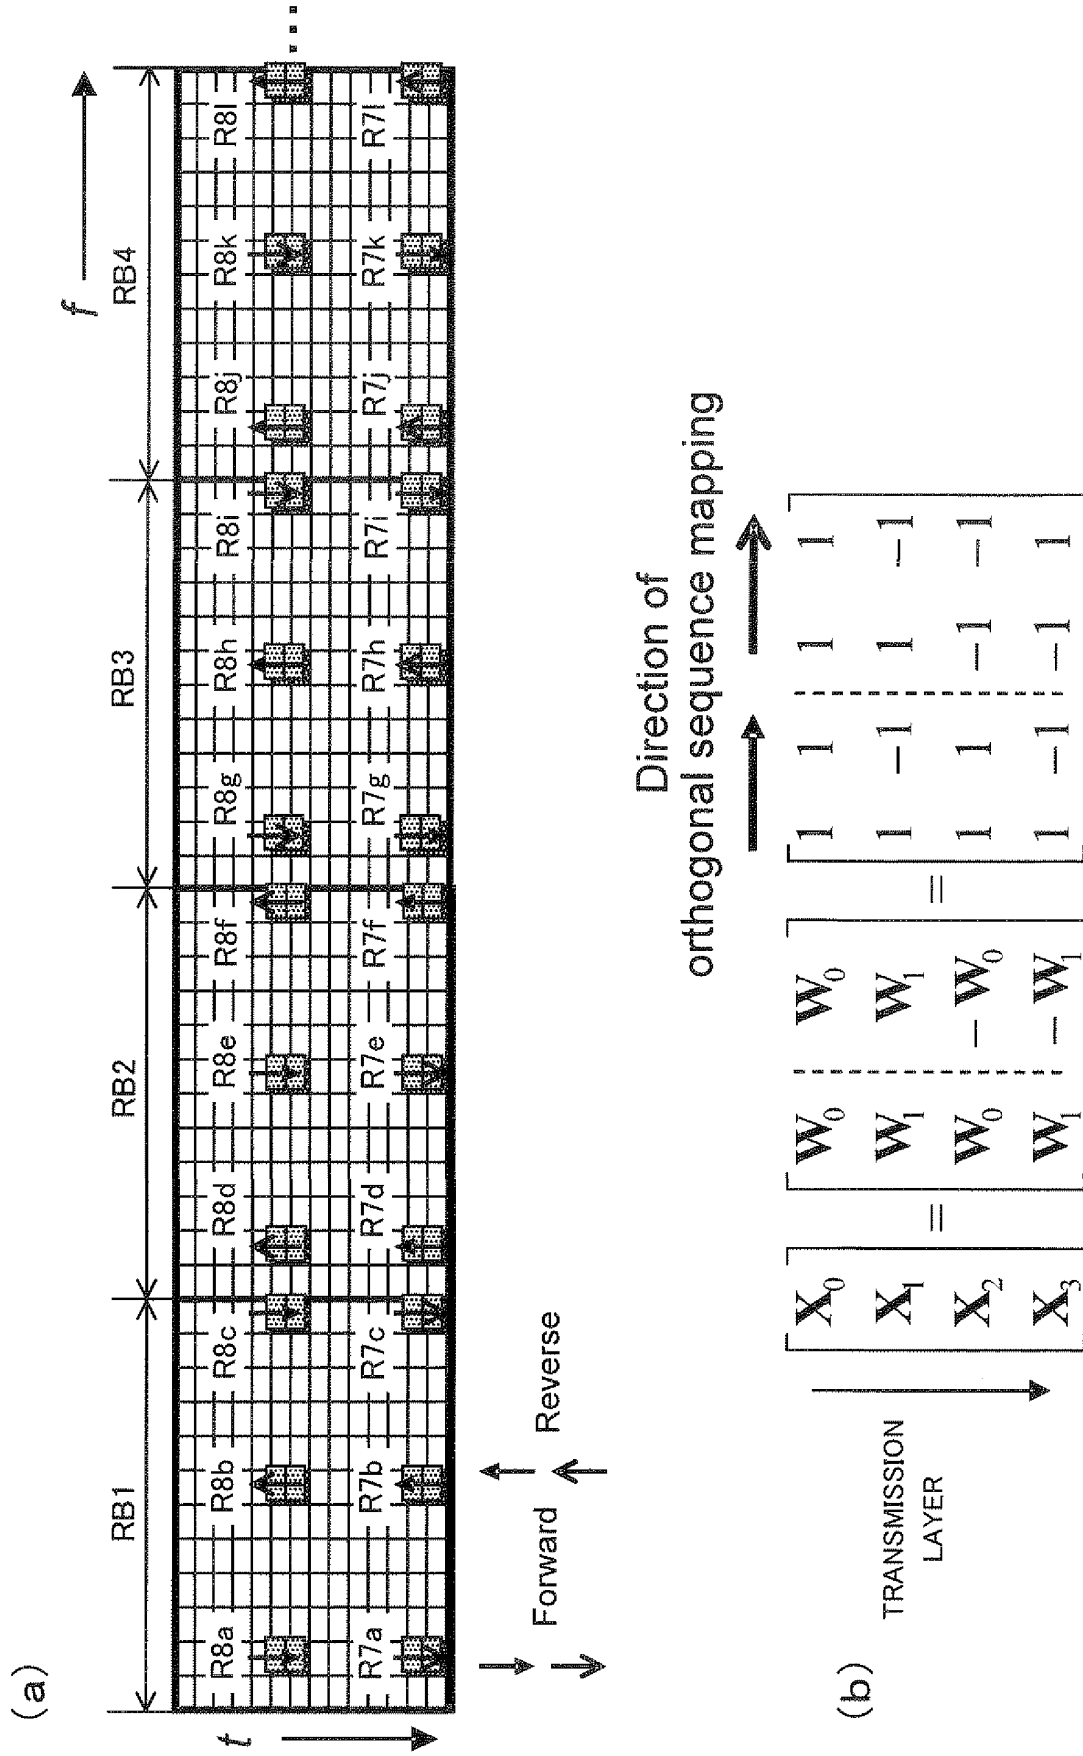 (a)
f
RB1 RB2 RB3 RB4
t
R8a R8b R8c R8d R8e R8f R8g R8h R8i R8j R8k R8l
R7a R7b R7c R7d R7e R7f R7g R7h R7i R7j R7k R7l
Forward Reverse
(b)
Direction of
orthogonal sequence mapping
TRANSMISSION
LAYER
X0 = W0 W0 = 1 1 1 1
X1 W1 W1 1 −1 1 −1
X2 W0 −W0 1 1 −1 −1
X3 W1 −W1 1 −1 −1 1